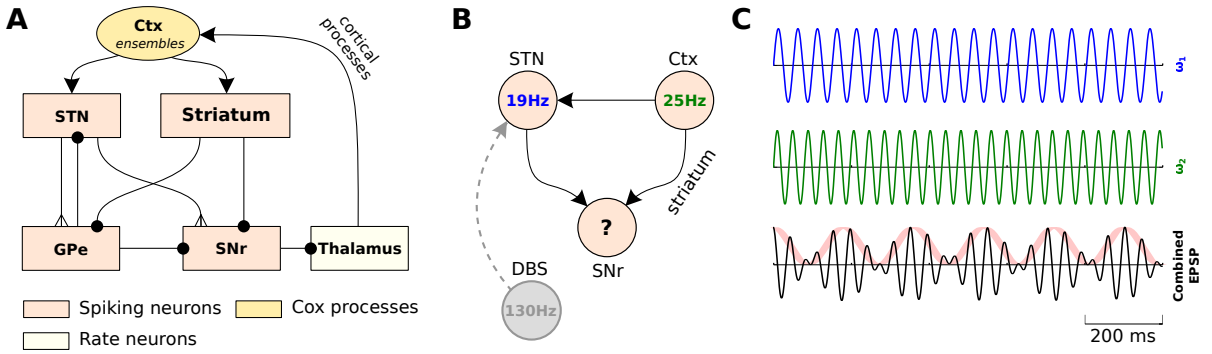 A
Ctx
ensembles
cortical
processes
STN
Striatum
GPe
SNr
Thalamus
Spiking neurons
Cox processes
Rate neurons
B
STN
Ctx
19Hz
25Hz
striatum
?
SNr
DBS
130Hz
C
ω1
ω2
Combined
EPSP
200 ms